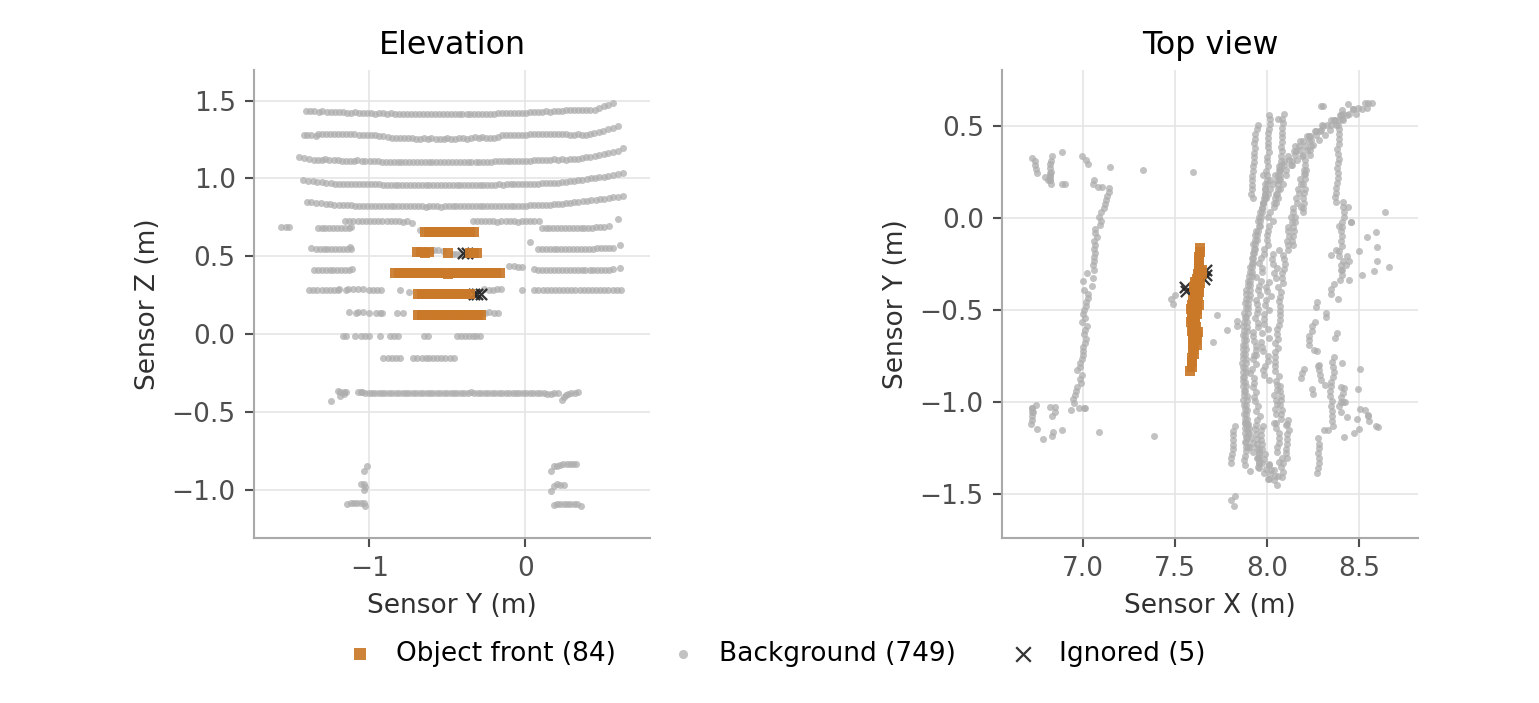 Elevation
Top view
1.5
1.0
0.5
0.0
−0.5
−1.0
Sensor Z (m)
−1
0
Sensor Y (m)
0.5
0.0
−0.5
−1.0
−1.5
Sensor Y (m)
7.0
7.5
8.0
8.5
Sensor X (m)
Object front (84)
Background (749)
Ignored (5)